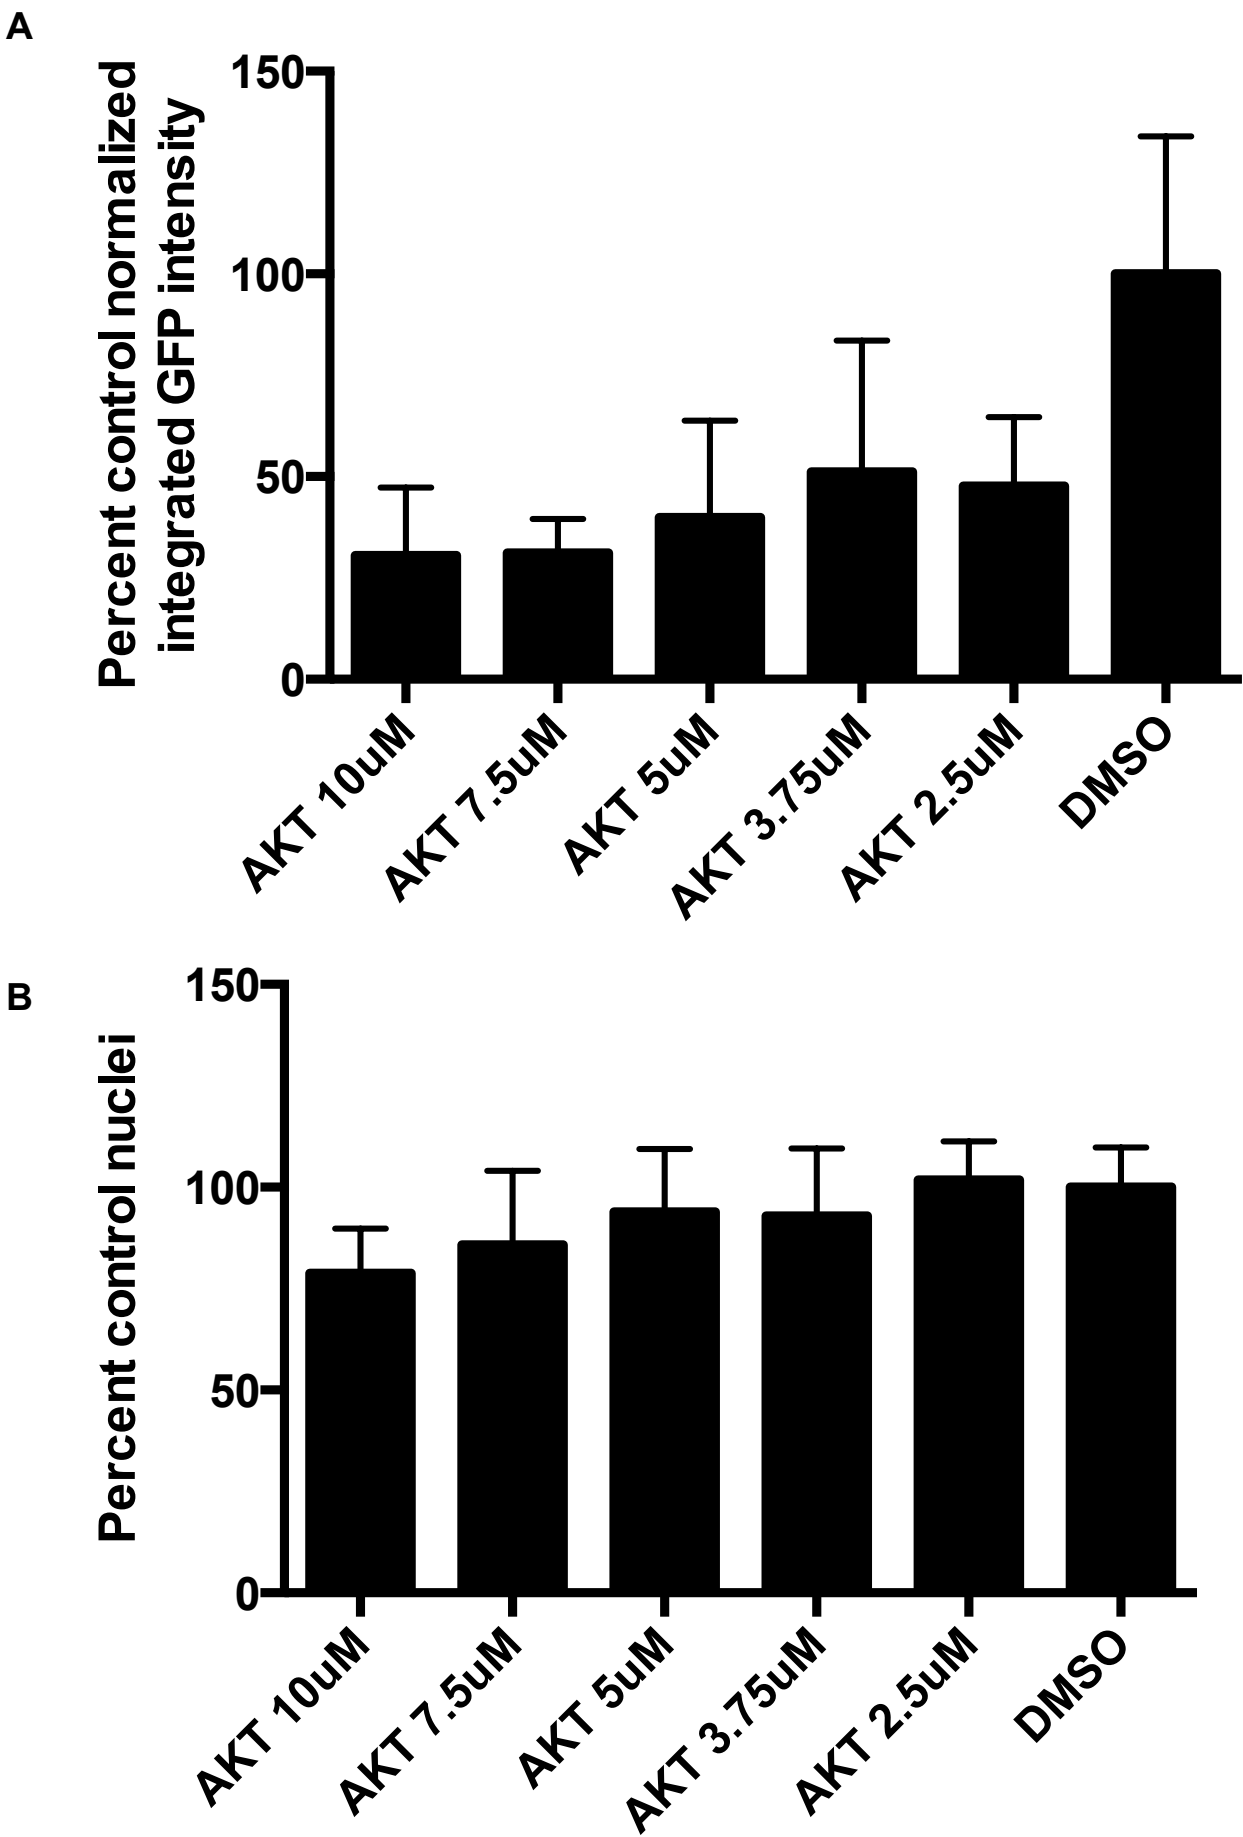 A
Percent control normalized
integrated GFP intensity
150
100
50
0
AKT 10uM
AKT 7.5uM
AKT 5uM
AKT 3.75uM
AKT 2.5uM
DMSO
B
Percent control nuclei
150
100
50
0
AKT 10uM
AKT 7.5uM
AKT 5uM
AKT 3.75uM
AKT 2.5uM
DMSO